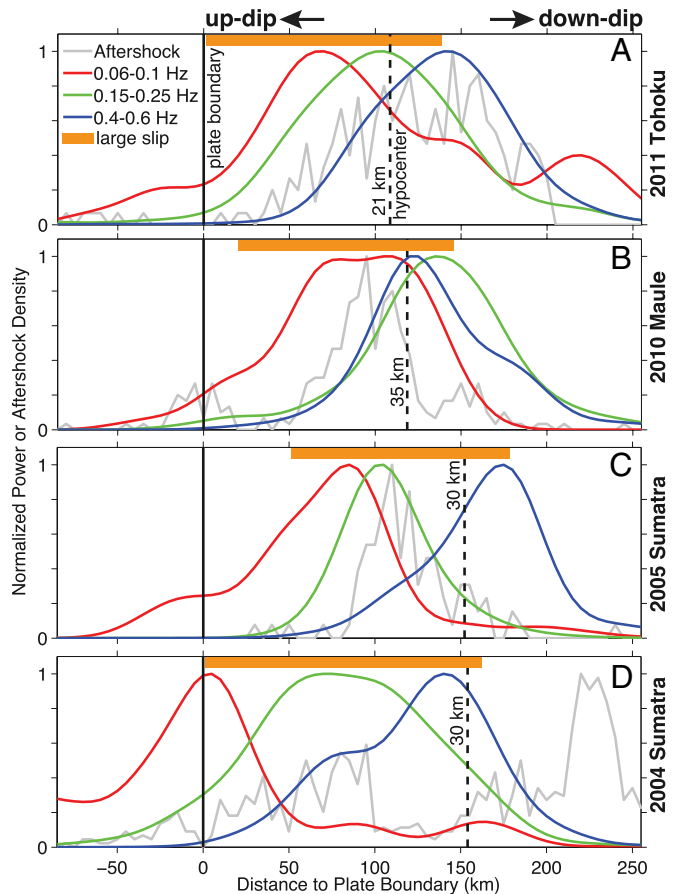 up-dip
down-dip
1
0
Aftershock
0.06-0.1 Hz
0.15-0.25 Hz
0.4-0.6 Hz
large slip
plate boundary
21 km
hypocenter
A
2011 Tohoku
1
0
35 km
B
2010 Maule
Normalized Power or Aftershock Density
1
0
30 km
C
2005 Sumatra
1
0
30 km
D
2004 Sumatra
−50 0 50 100 150 200 250
Distance to Plate Boundary (km)